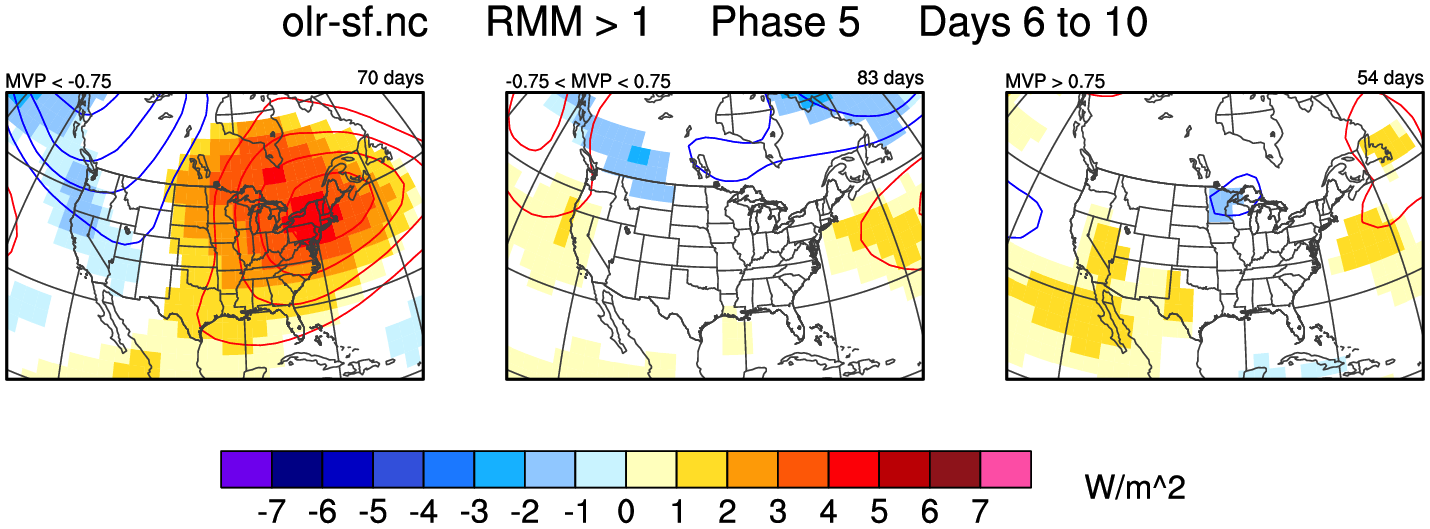 olr-sf.nc RMM > 1 Phase 5 Days 6 to 10
MVP < -0.75 70 days
-0.75 < MVP < 0.75 83 days
MVP > 0.75 54 days
-7 -6 -5 -4 -3 -2 -1 0 1 2 3 4 5 6 7
W/m^2